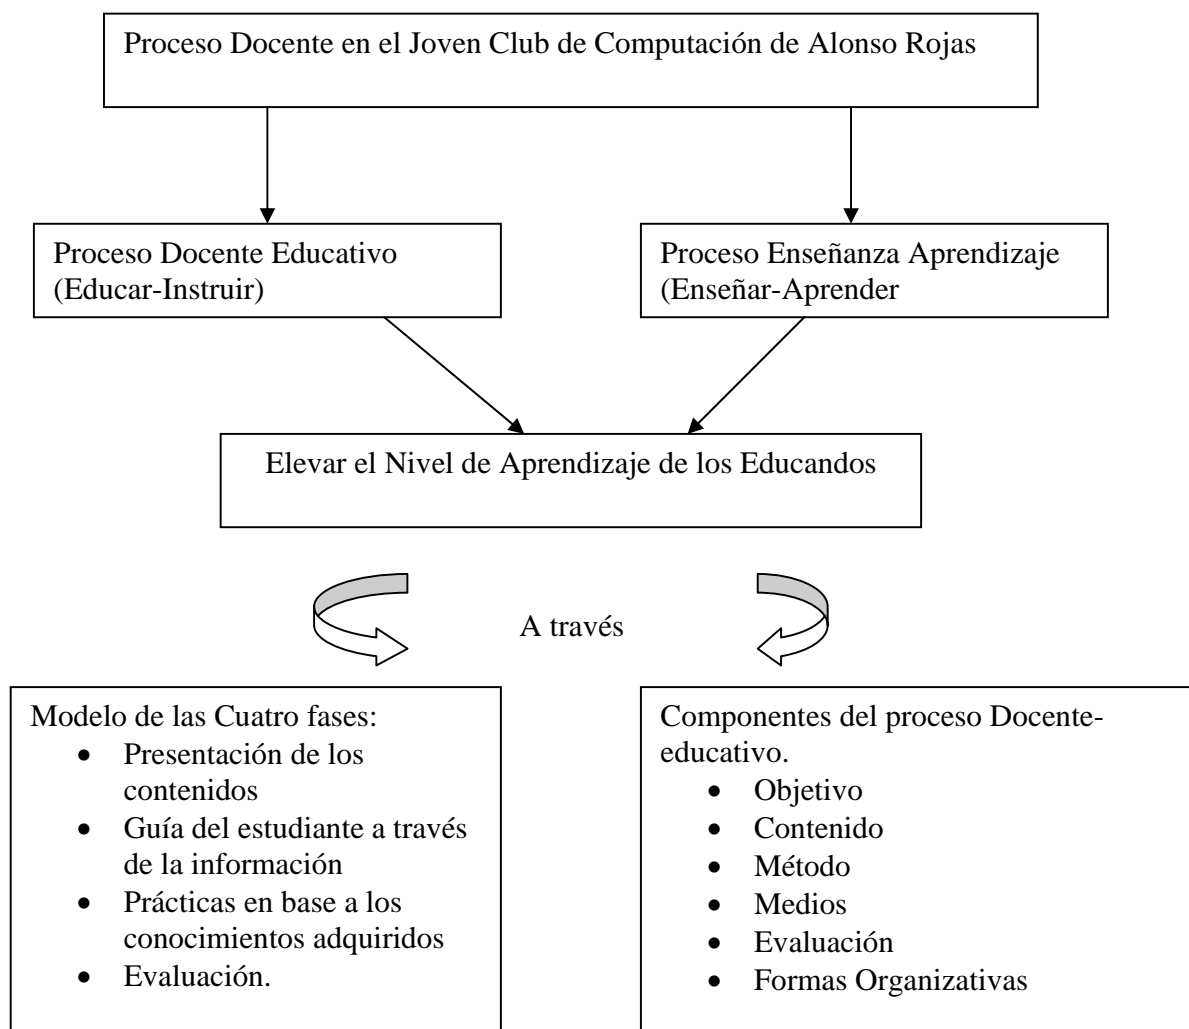 Proceso Docente en el Joven Club de Computación de Alonso Rojas
Proceso Docente Educativo
(Educar-Instruir)
Proceso Enseñanza Aprendizaje
(Enseñar-Aprender
Elevar el Nivel de Aprendizaje de los Educandos
A través
Modelo de las Cuatro fases:
• Presentación de los
contenidos
• Guía del estudiante a través
de la información
• Prácticas en base a los
conocimientos adquiridos
• Evaluación.
Componentes del proceso Docente-
educativo.
• Objetivo
• Contenido
• Método
• Medios
• Evaluación
• Formas Organizativas